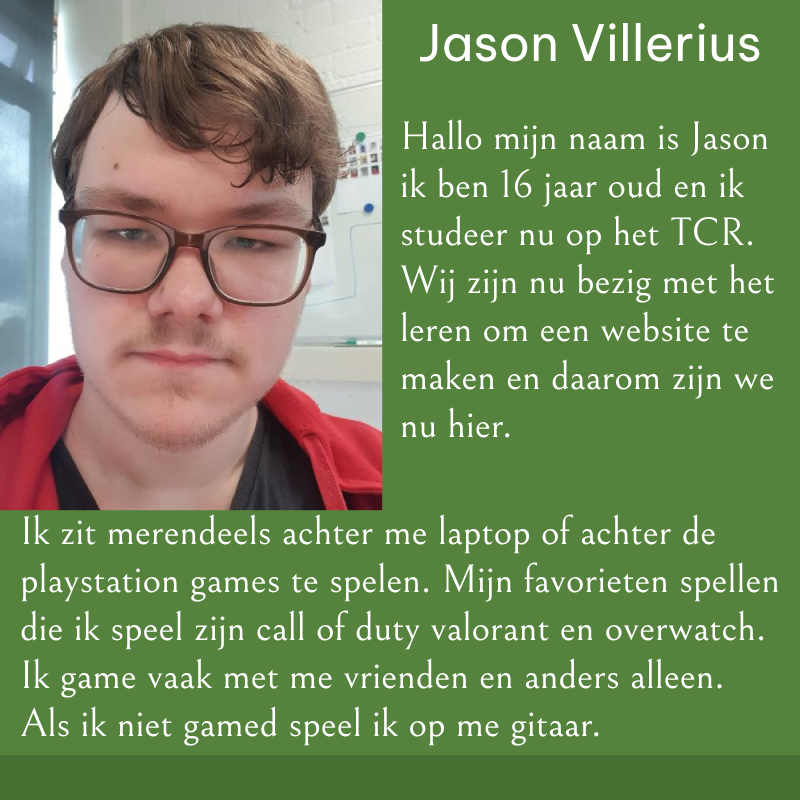 Jason Villerius
Hallo mijn naam is Jason
ik ben 16 jaar oud en ik
studeer nu op het TCR.
Wij zijn nu bezig met het
leren om een website te
maken en daarom zijn we
nu hier.
Ik zit merendeels achter me laptop of achter de
playstation games te spelen. Mijn favorieten spellen
die ik speel zijn call of duty valorant en overwatch.
Ik game vaak met me vrienden en anders alleen.
Als ik niet gamed speel ik op me gitaar.